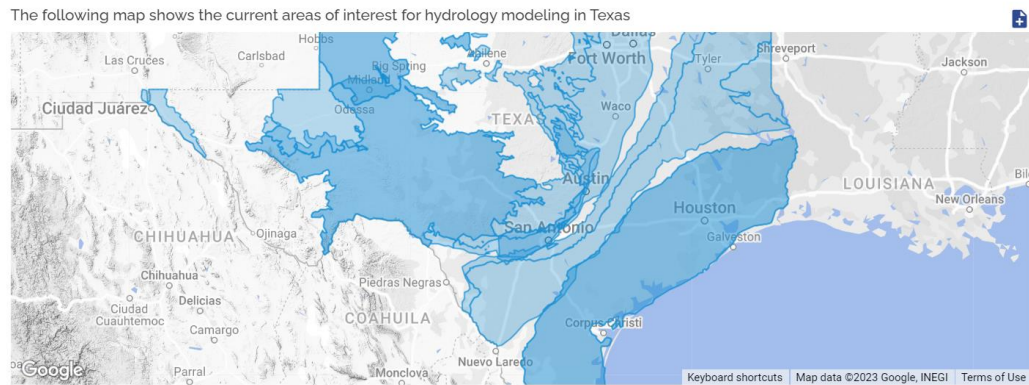 The following map shows the current areas of interest for hydrology modeling in Texas
Hobbs
Dallas
Las Cruces
Carlsbad
Big Spring
Fort Worth
Tyler
Shreveport
Jackson
Midland
Ciudad Juárez
Odessa
Waco
TEXAS
Austin
LOUISIANA
Houston
New Orleans
San Antonio
CHIHUAHUA
Ojinaga
Galveston
Chihuahua
Piedras Negras
Delicias
Ciudad
Cuauhtemoc
COAHUILA
Corpus Christi
Camargo
Nuevo Laredo
Google
Parral
Monclova
Keyboard shortcuts
Map data ©2023 Google, INEGI
Terms of Use